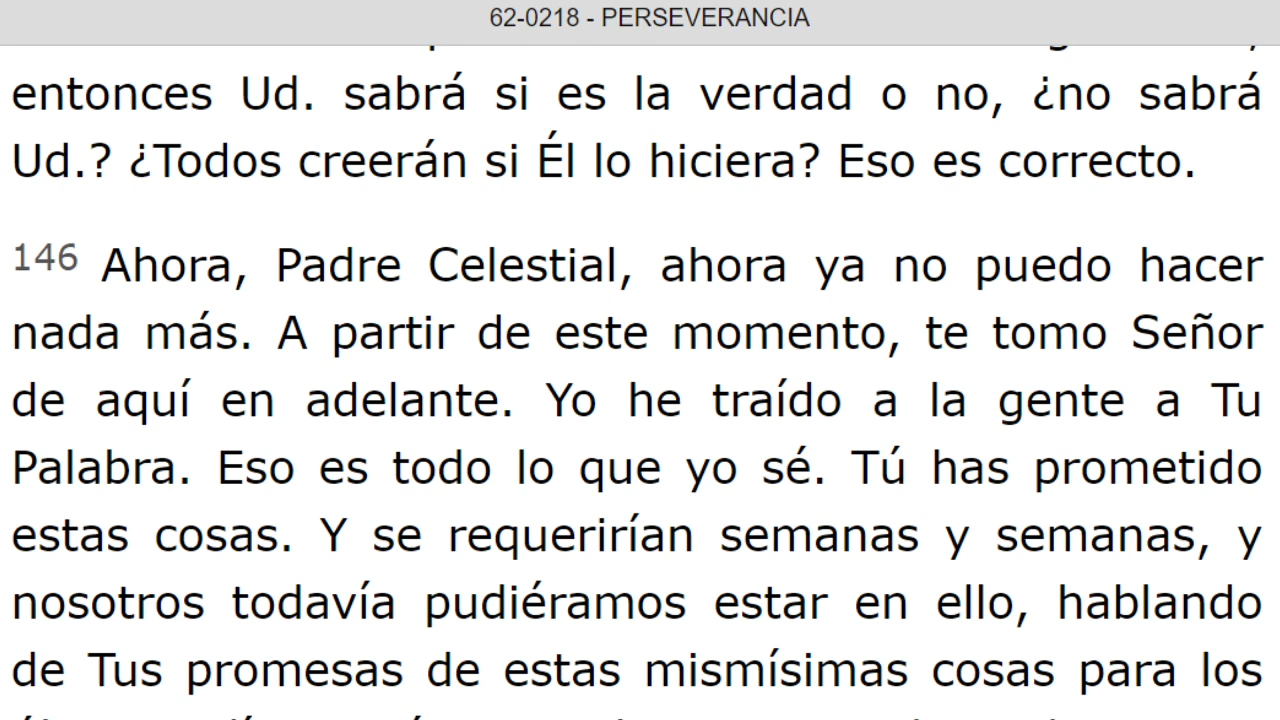 62-0218 - PERSEVERANCIA
entonces Ud. sabrá si es la verdad o no, ¿no sabrá
Ud.? ¿Todos creerán si Él lo hiciera? Eso es correcto.
146 Ahora, Padre Celestial, ahora ya no puedo hacer
nada más. A partir de este momento, te tomo Señor
de aquí en adelante. Yo he traído a la gente a Tu
Palabra. Eso es todo lo que yo sé. Tú has prometido
estas cosas. Y se requerirían semanas y semanas, y
nosotros todavía pudiéramos estar en ello, hablando
de Tus promesas de estas mismísimas cosas para los